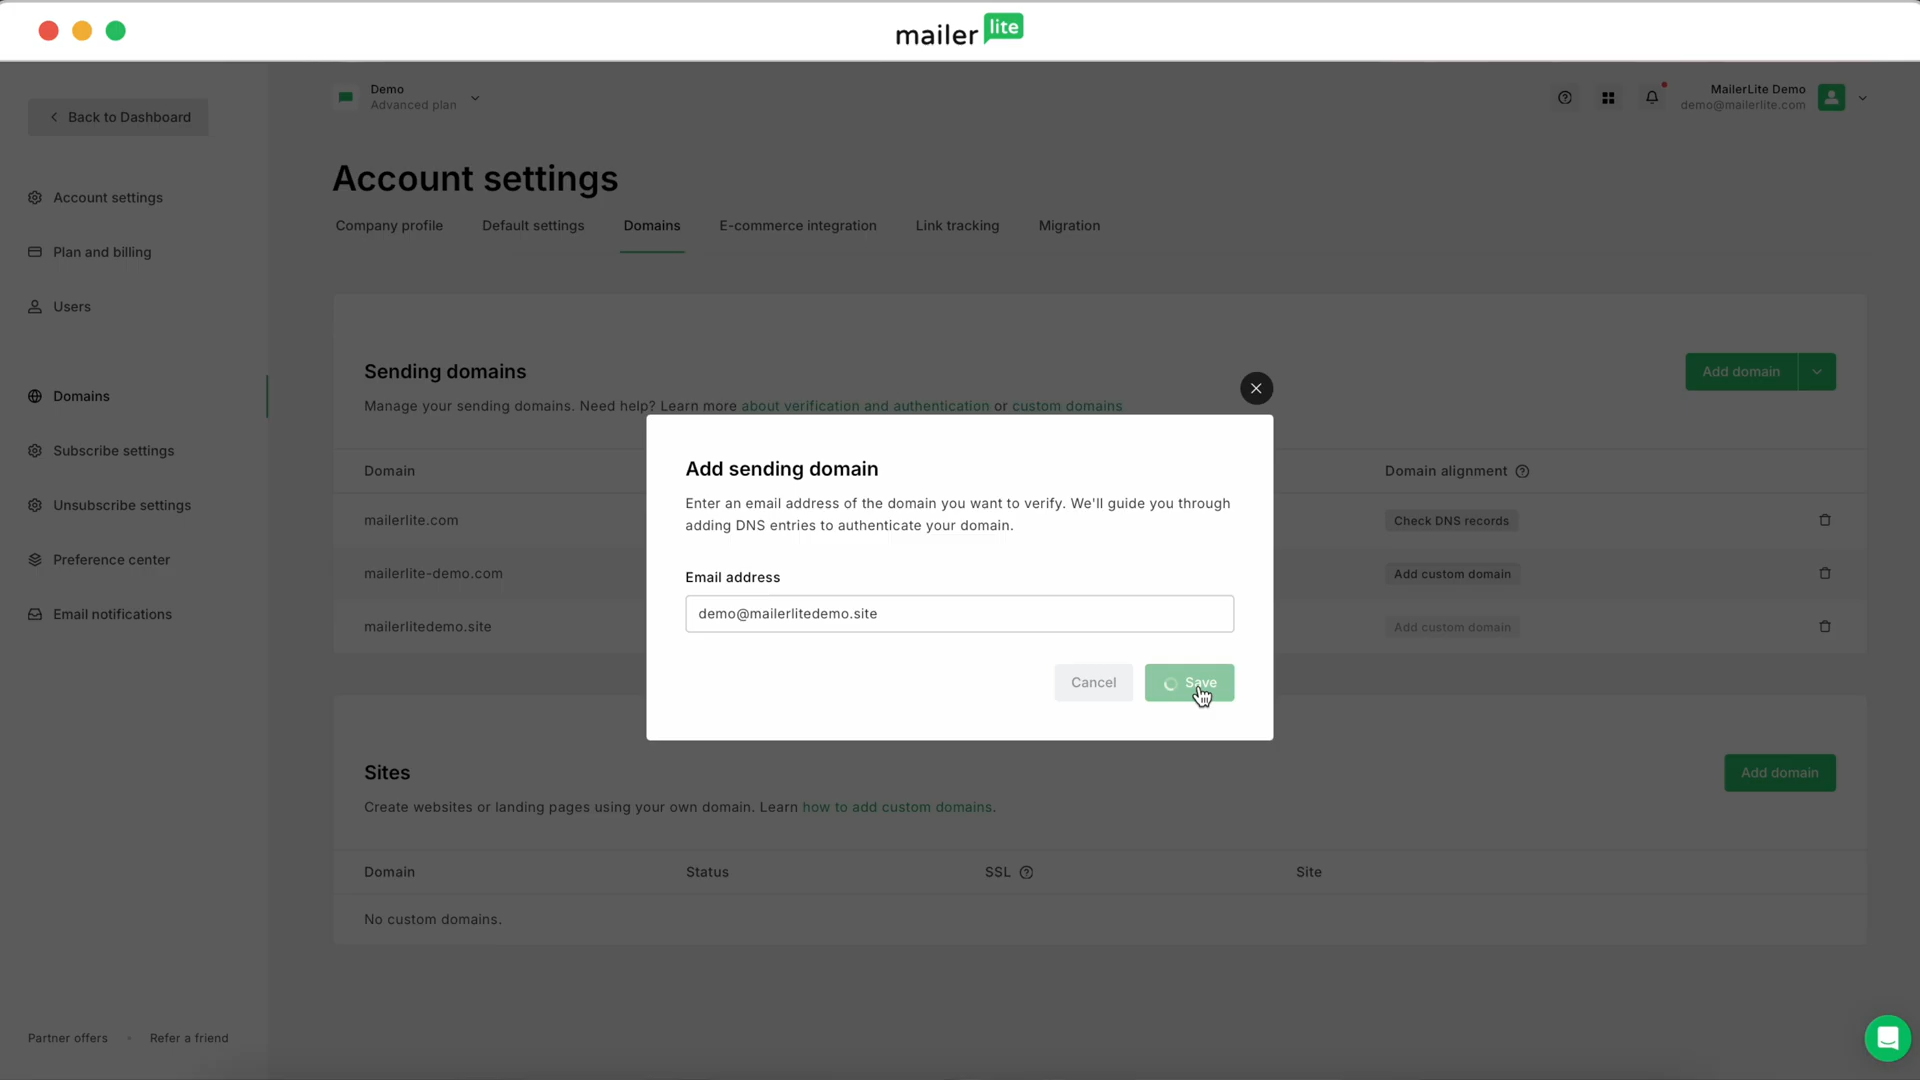 mailer lite
Demo
Advanced plan
MailerLite Demo
demo@mailerlite.com
Back to Dashboard
Account settings
Plan and billing
Users
Domains
Subscribe settings
Unsubscribe settings
Preference center
Email notifications
Partner offers
Refer a friend
Account settings
Company profile
Default settings
Domains
E-commerce integration
Link tracking
Migration
Sending domains
Add domain
Manage your sending domains. Need help? Learn more about verification and authentication or custom domains
Domain
Domain alignment
mailerlite.com
Check DNS records
mailerlite-demo.com
Add custom domain
mailerlitedemo.site
Add custom domain
Add sending domain
Enter an email address of the domain you want to verify. We'll guide you through
adding DNS entries to authenticate your domain.
Email address
demo@mailerlitedemo.site
Cancel
Save
Sites
Add domain
Create websites or landing pages using your own domain. Learn how to add custom domains.
Domain
Status
SSL
Site
No custom domains.